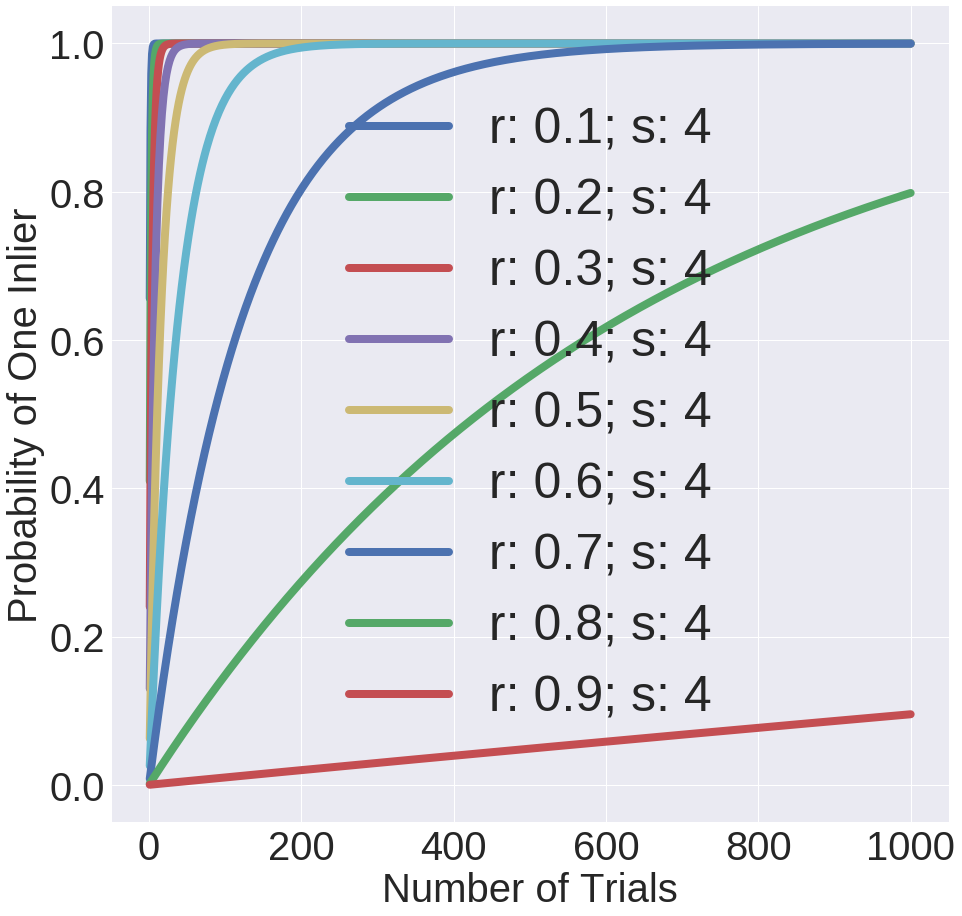 1.0
0.8
0.6
0.4
0.2
0.0
Probability of One Inlier
r: 0.1; s: 4
r: 0.2; s: 4
r: 0.3; s: 4
r: 0.4; s: 4
r: 0.5; s: 4
r: 0.6; s: 4
r: 0.7; s: 4
r: 0.8; s: 4
r: 0.9; s: 4
0 200 400 600 800 1000
Number of Trials